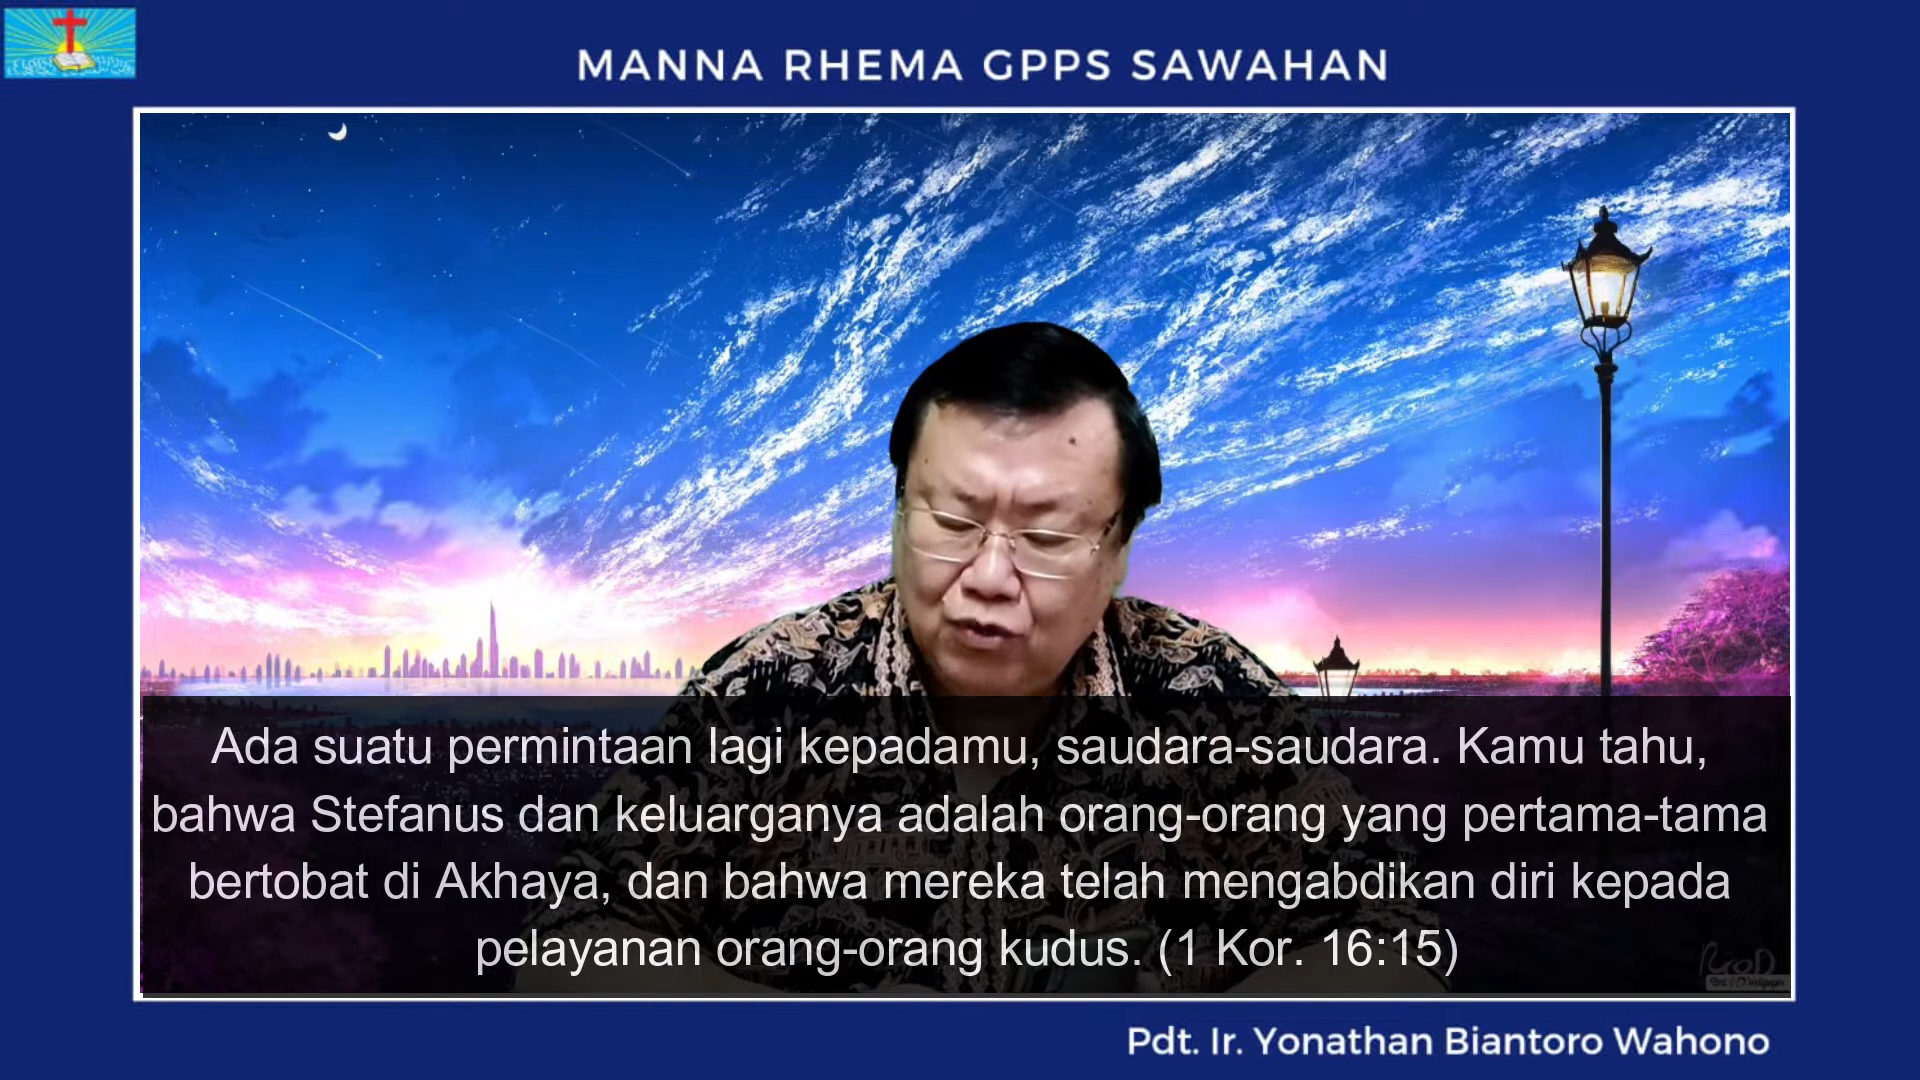 MANNA RHEMA GPPS SAWAHAN
Ada suatu permintaan lagi kepadamu, saudara-saudara. Kamu tahu,
bahwa Stefanus dan keluarganya adalah orang-orang yang pertama-tama
bertobat di Akhaya, dan bahwa mereka telah mengabdikan diri kepada
pelayanan orang-orang kudus. (1 Kor. 16:15)
Pdt. Ir. Yonathan Biantoro Wahono